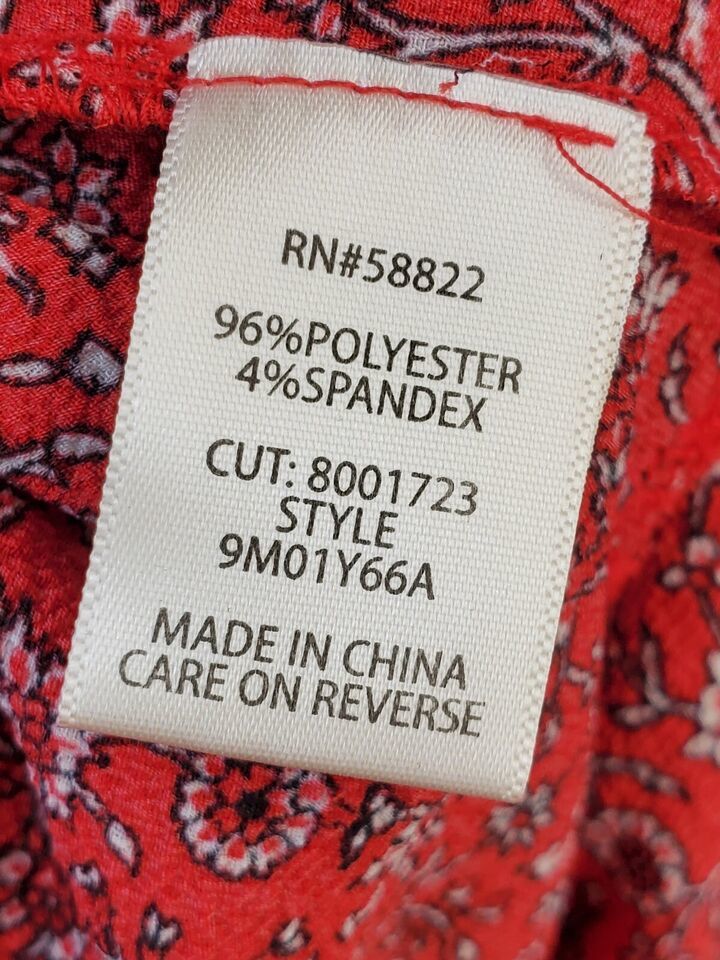 RN#58822
96%POLYESTER
4%SPANDEX
CUT: 8001723
STYLE
9M01Y66A
MADE IN CHINA
CARE ON REVERSE